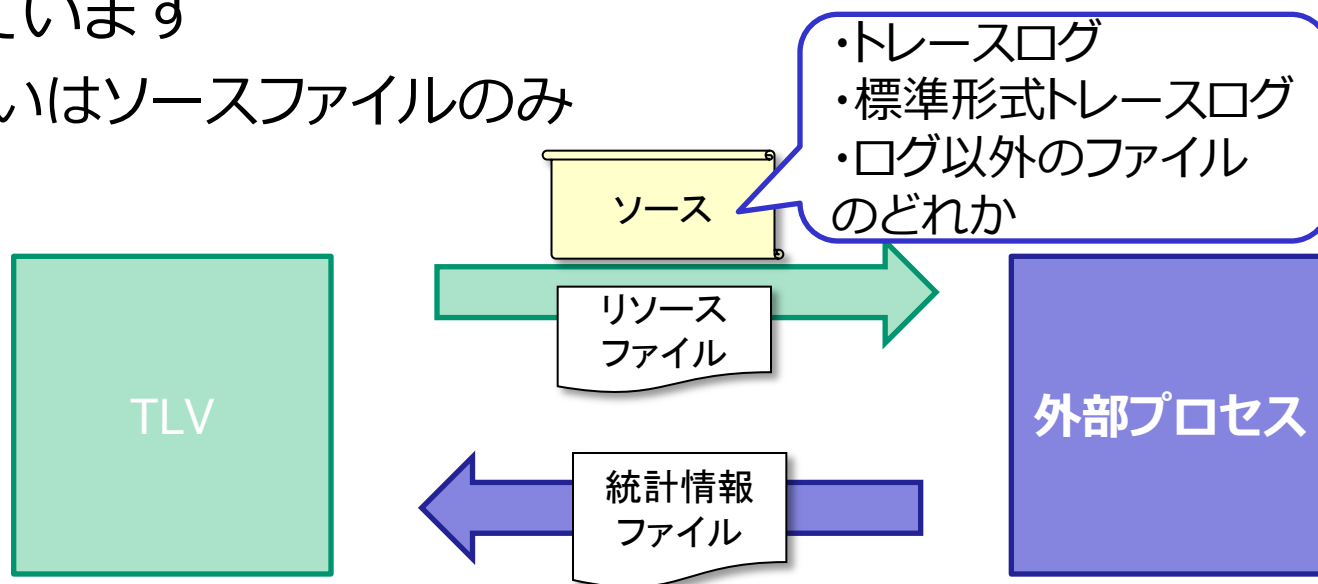 えいます
いはソースファイルのみ
・トレースログ
・標準形式トレースログ
・ログ以外のファイル
のどれか
ソース
リソース
ファイル
TLV
外部プロセス
統計情報
ファイル